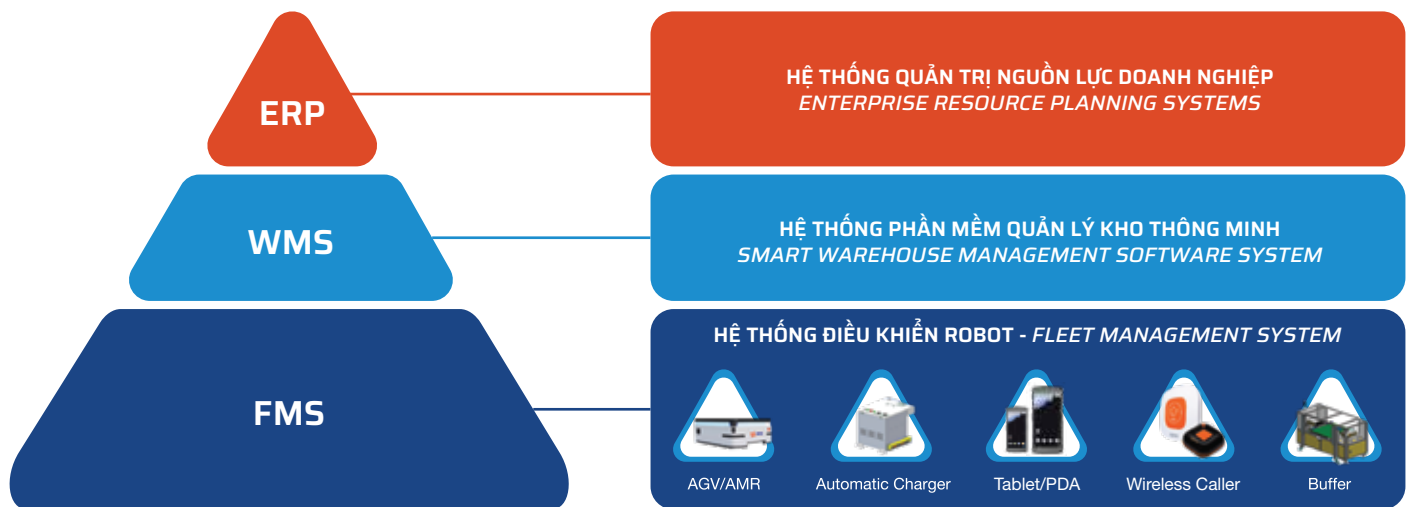 ERP
HỆ THỐNG QUẢN TRỊ NGUỒN LỰC DOANH NGHIỆP
ENTERPRISE RESOURCE PLANNING SYSTEMS
WMS
HỆ THỐNG PHẦN MỀM QUẢN LÝ KHO THÔNG MINH
SMART WAREHOUSE MANAGEMENT SOFTWARE SYSTEM
FMS
HỆ THỐNG ĐIỀU KHIỂN ROBOT - FLEET MANAGEMENT SYSTEM
AGV/AMR
Automatic Charger
Tablet/PDA
Wireless Caller
Buffer